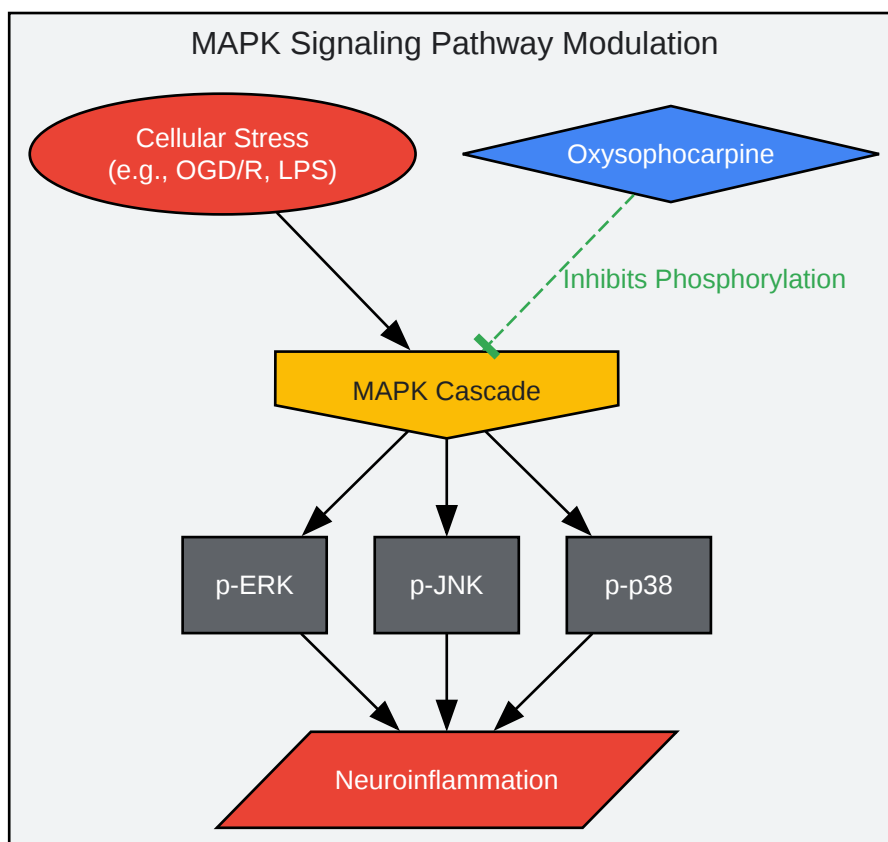 MAPK Signaling Pathway Modulation
Cellular Stress
(e.g., OGD/R, LPS)
Oxysophocarpine
Inhibits Phosphorylation
MAPK Cascade
p-ERK
p-JNK
p-p38
Neuroinflammation